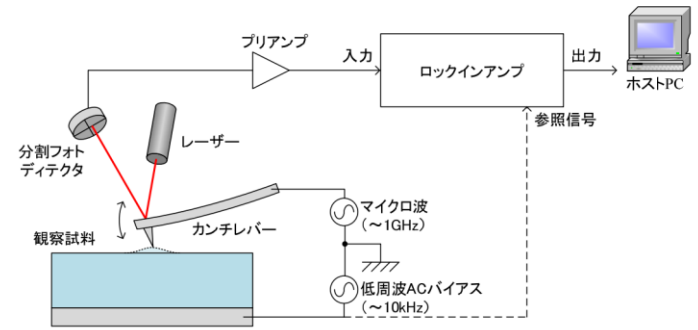 プリアンプ
入力
ロックインアンプ
出力
ホストPC
参照信号
分割フォト
ディテクタ
レーザー
カンチレバー
観察試料
マイクロ波
(～1GHz)
低周波ACバイアス
(～10kHz)